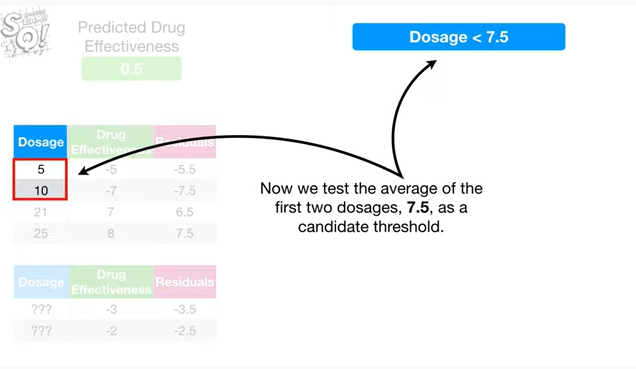 Predicted Drug
Effectiveness
0.5
Dosage < 7.5
Dosage Drug Effectiveness Residuals
5 -5 -5.5
10 -7 -7.5
21 7 6.5
25 8 7.5
Now we test the average of the
first two dosages, 7.5, as a
candidate threshold.
Dosage Drug Effectiveness Residuals
??? -3 -3.5
??? -2 -2.5